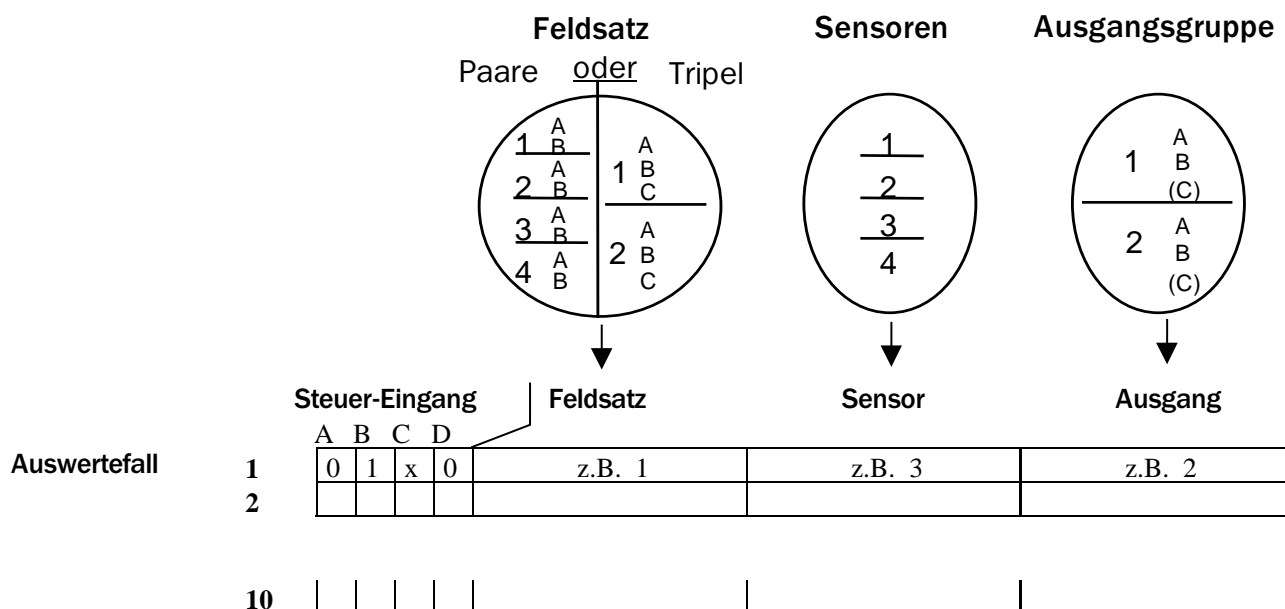 Feldsatz Sensoren Ausgangsgruppe
Paare oder Tripel
1 A B
2 A B
3 A B
4 A B
1 A B C
2 A B C
1
2
3
4
1 A B (C)
2 A B (C)
Steuer-Eingang Feldsatz Sensor Ausgang
A B C D
Auswertefall 1 0 1 x 0 z.B. 1 z.B. 3 z.B. 2
2
10